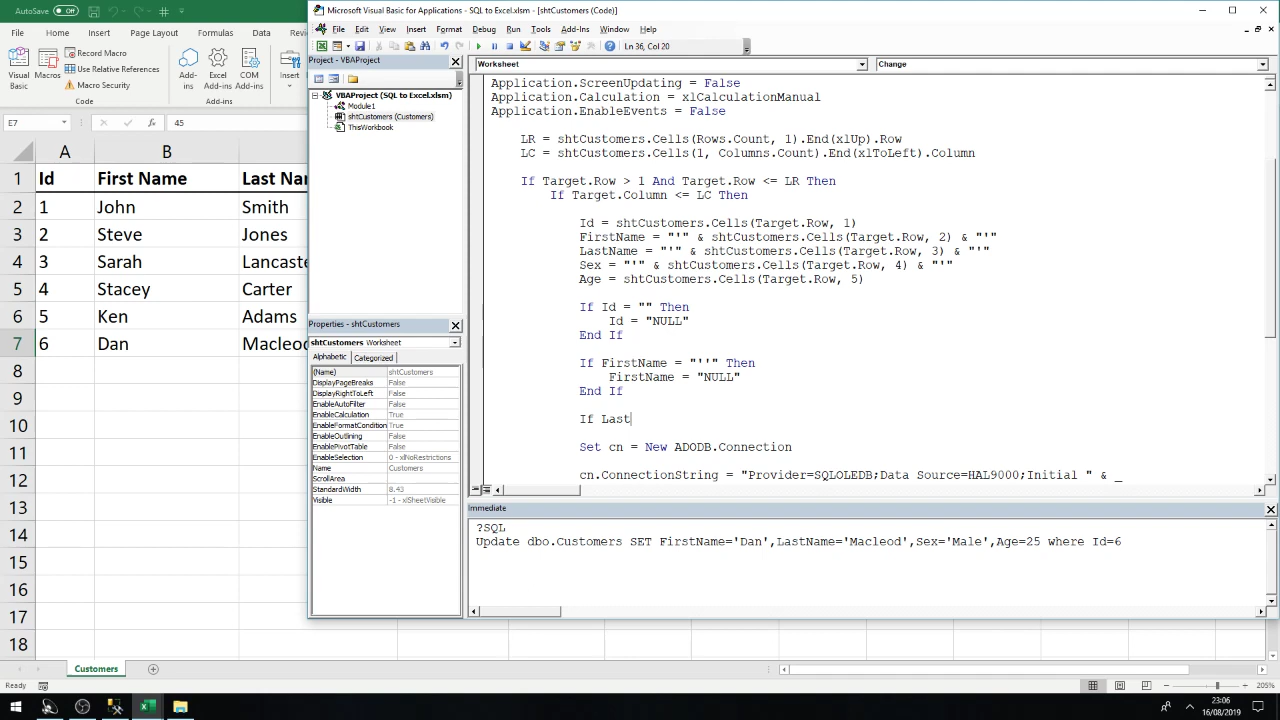 AutoSave Off
Microsoft Visual Basic for Applications - SQL to Excel.xlsm - [shtCustomers (Code)]
File Home Insert Page Layout Formulas Data
File Edit View Insert Format Debug Run Tools Add-Ins Window Help
Ln 36, Col 20
Visual Basic
Macros
Record Macro
Use Relative References
Macro Security
Code
Add-ins
Excel Add-ins
COM Add-ins
Add-ins
Insert
E7
45
Project - VBAProject
VBAProject (SQL to Excel.xlsm)
Module1
shtCustomers (Customers)
ThisWorkbook
Properties - shtCustomers
shtCustomers Worksheet
Alphabetic Categorized
(Name) shtCustomers
DisplayPageBreaks False
DisplayRightToLeft False
EnableAutoFilter False
EnableCalculation True
EnableFormatCondition True
EnableOutlining False
EnablePivotTable False
EnableSelection 0 - xlNoRestrictions
Name Customers
ScrollArea
StandardWidth 8.43
Visible -1 - xlSheetVisible
Worksheet
Change
Application.ScreenUpdating = False
Application.Calculation = xlCalculationManual
Application.EnableEvents = False
LR = shtCustomers.Cells(Rows.Count, 1).End(xlUp).Row
LC = shtCustomers.Cells(1, Columns.Count).End(xlToLeft).Column
If Target.Row > 1 And Target.Row <= LR Then
If Target.Column <= LC Then
Id = shtCustomers.Cells(Target.Row, 1)
FirstName = "'" & shtCustomers.Cells(Target.Row, 2) & "'"
LastName = "'" & shtCustomers.Cells(Target.Row, 3) & "'"
Sex = "'" & shtCustomers.Cells(Target.Row, 4) & "'"
Age = shtCustomers.Cells(Target.Row, 5)
If Id = "" Then
Id = "NULL"
End If
If FirstName = "''" Then
FirstName = "NULL"
End If
If Last
Set cn = New ADODB.Connection
cn.ConnectionString = "Provider=SQLOLEDB;Data Source=HAL9000;Initial " & _
Immediate
?SQL
Update dbo.Customers SET FirstName='Dan',LastName='Macleod',Sex='Male',Age=25 where Id=6
A B
1 Id First Name Last Na
2 1 John Smith
3 2 Steve Jones
4 3 Sarah Lancaste
5 4 Stacey Carter
6 5 Ken Adams
7 6 Dan Macleod
8
9
10
11
12
13
14
15
16
17
18
Customers
Ready
205%
23:06
16/08/2019